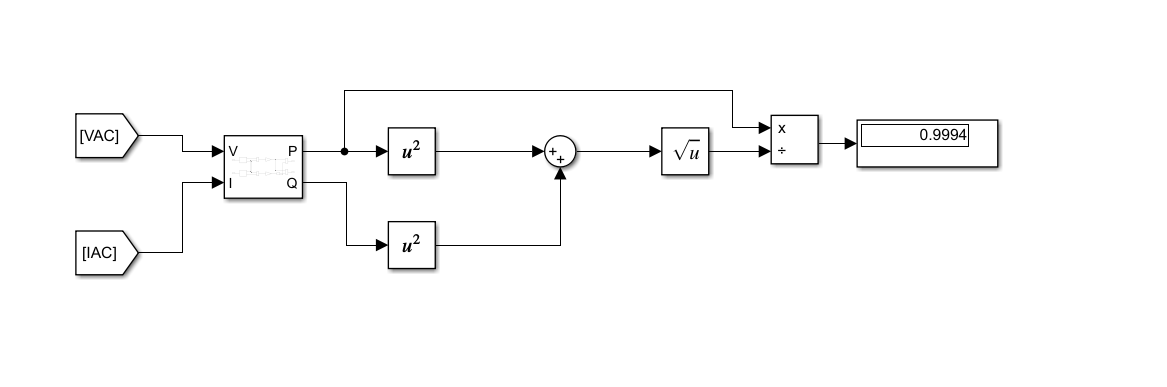 [VAC]
V
P
I
Q
[IAC]
u²
u²
+
+
√u
x
÷
0.9994